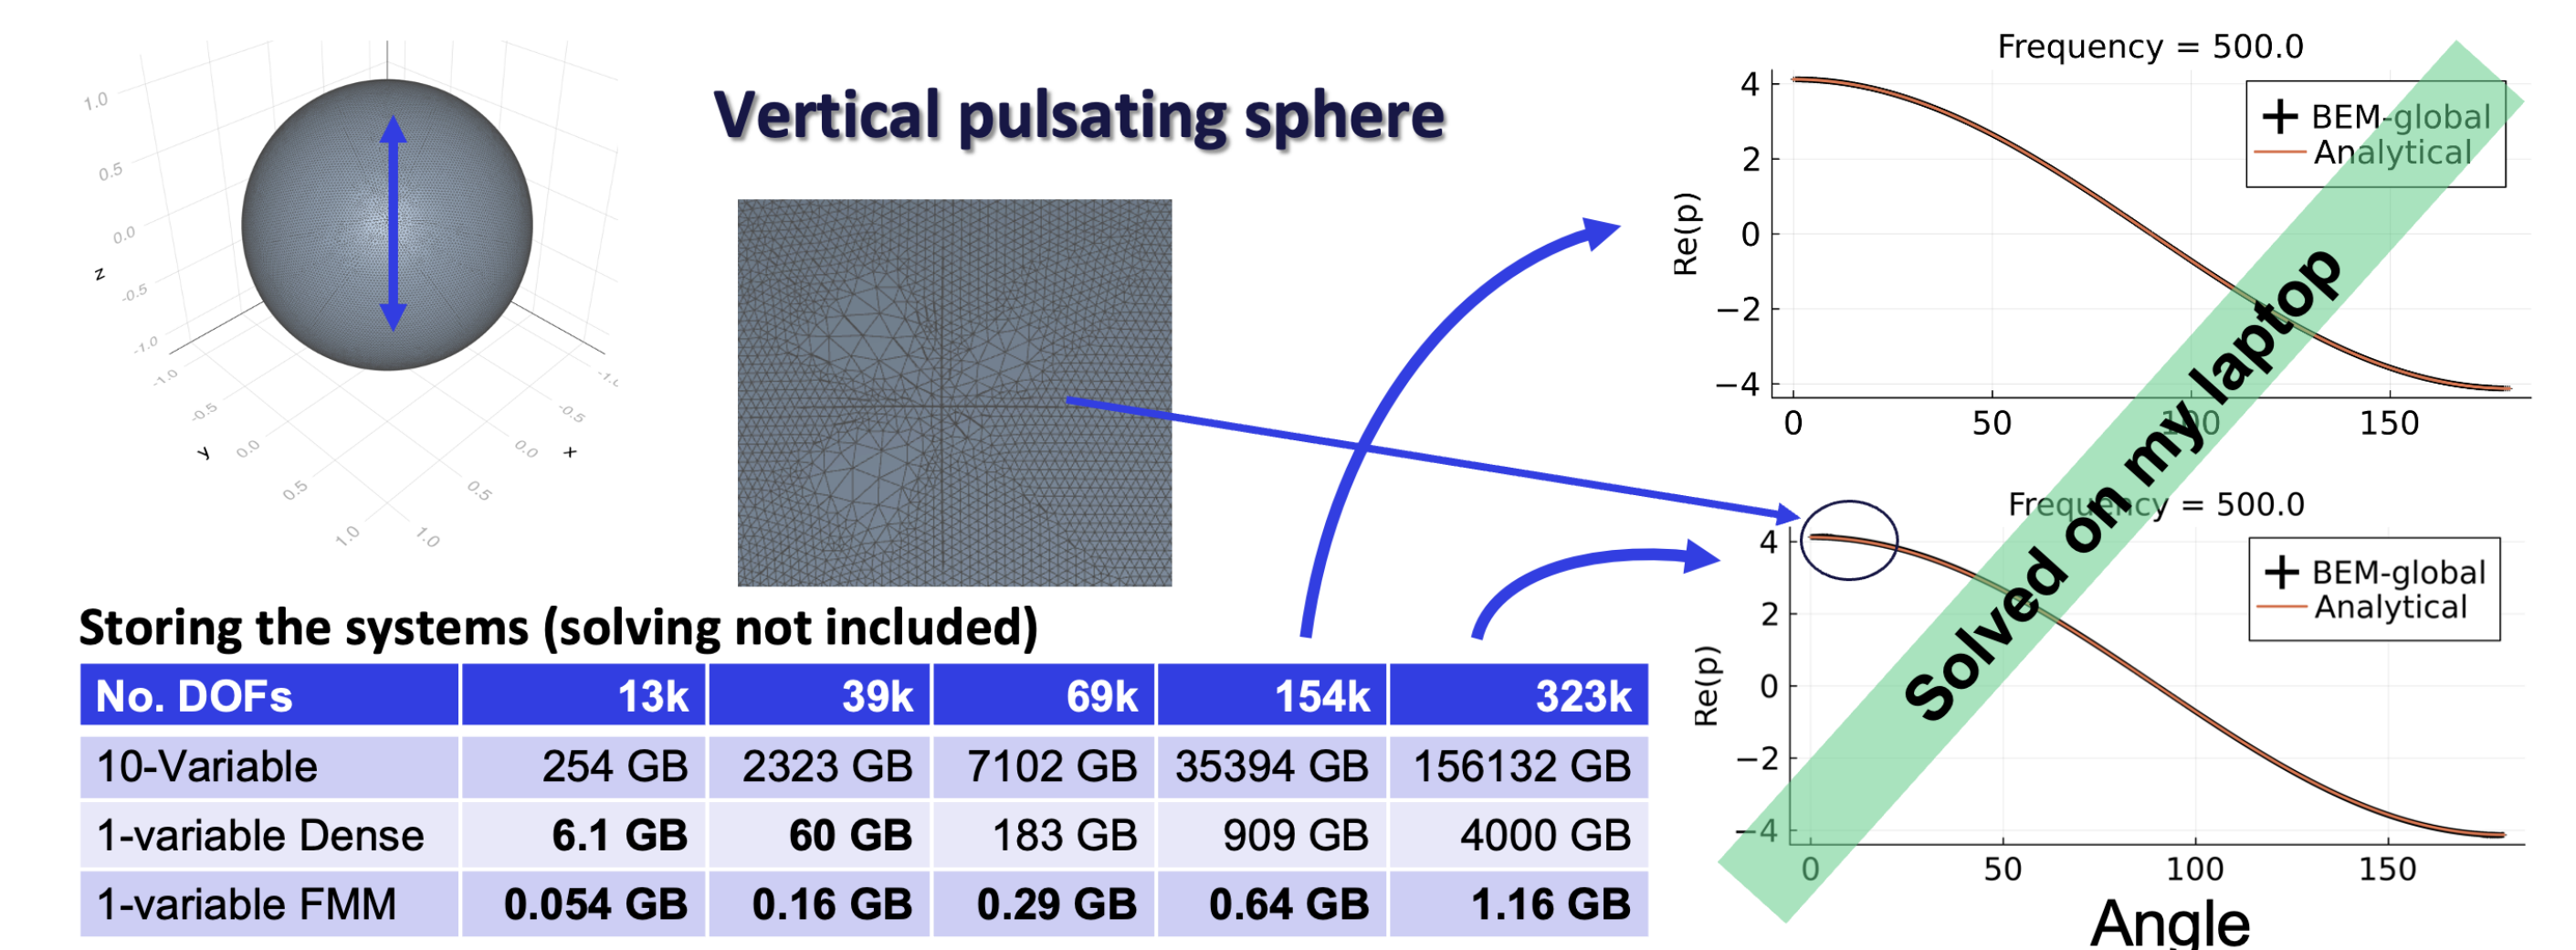 Vertical pulsating sphere
1.0
0.5
0.0
-0.5
-1.0
z
-1.0
-0.5
0.0
0.5
1.0
y
-1.0
-0.5
0.0
0.5
1.0
x
Frequency = 500.0
BEM-global
Analytical
4
2
0
−2
−4
Re(p)
0 50 100 150
Frequency = 500.0
BEM-global
Analytical
4
2
0
−2
−4
Re(p)
0 50 100 150
Angle
Solved on my laptop
Storing the systems (solving not included)
No. DOFs 13k 39k 69k 154k 323k
10-Variable 254 GB 2323 GB 7102 GB 35394 GB 156132 GB
1-variable Dense 6.1 GB 60 GB 183 GB 909 GB 4000 GB
1-variable FMM 0.054 GB 0.16 GB 0.29 GB 0.64 GB 1.16 GB